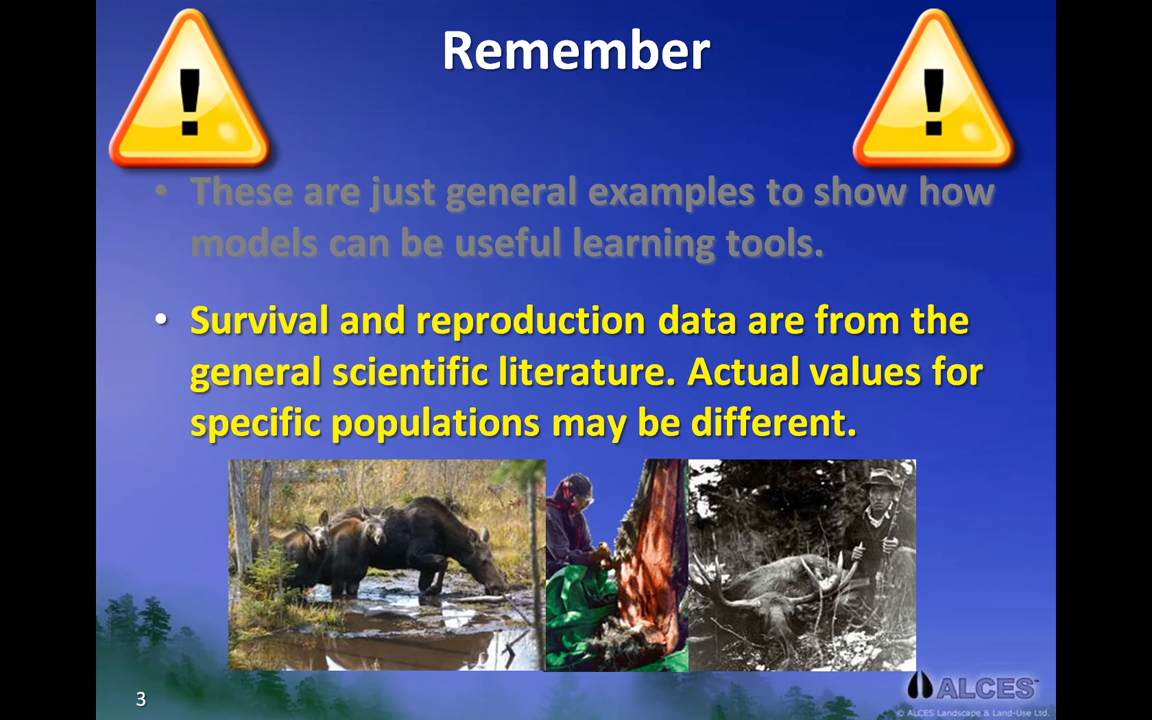 Remember
• These are just general examples to show how
models can be useful learning tools.
• Survival and reproduction data are from the
general scientific literature. Actual values for
specific populations may be different.
3
ALCES™
© ALCES Landscape & Land-Use Ltd.